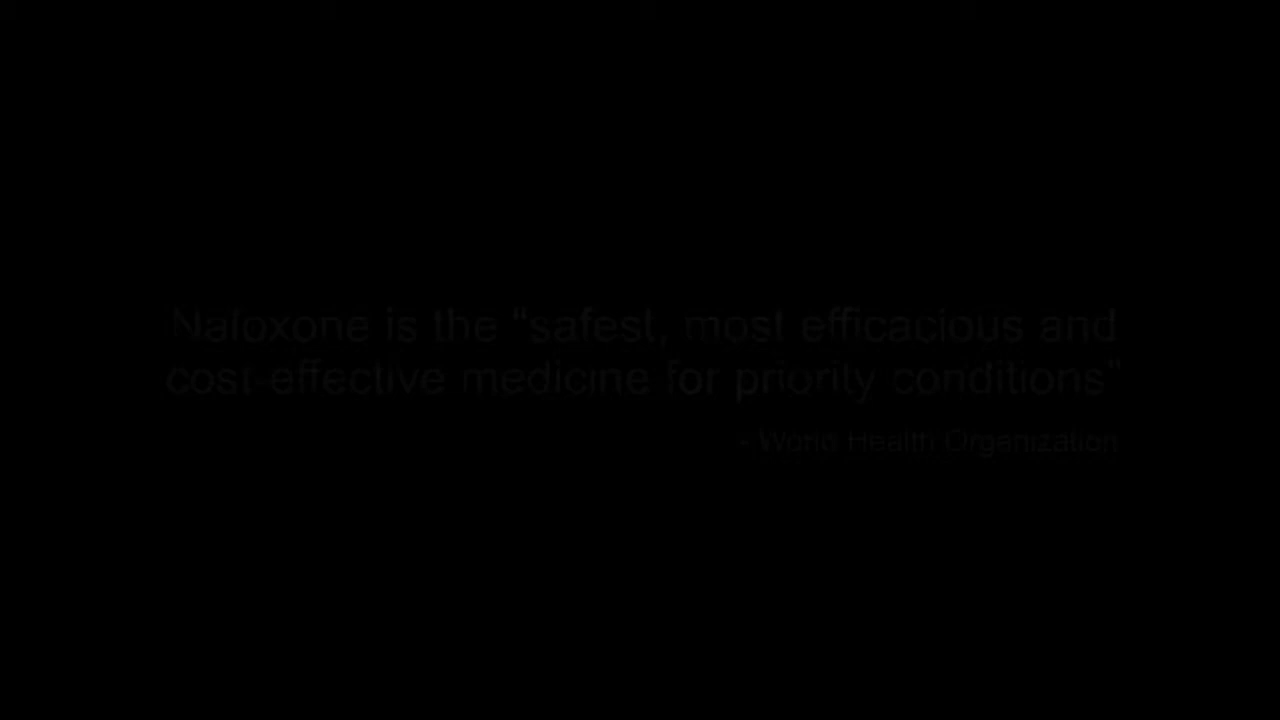 Naloxone is the "safest, most efficacious and
cost-effective medicine for priority conditions"
- World Health Organization